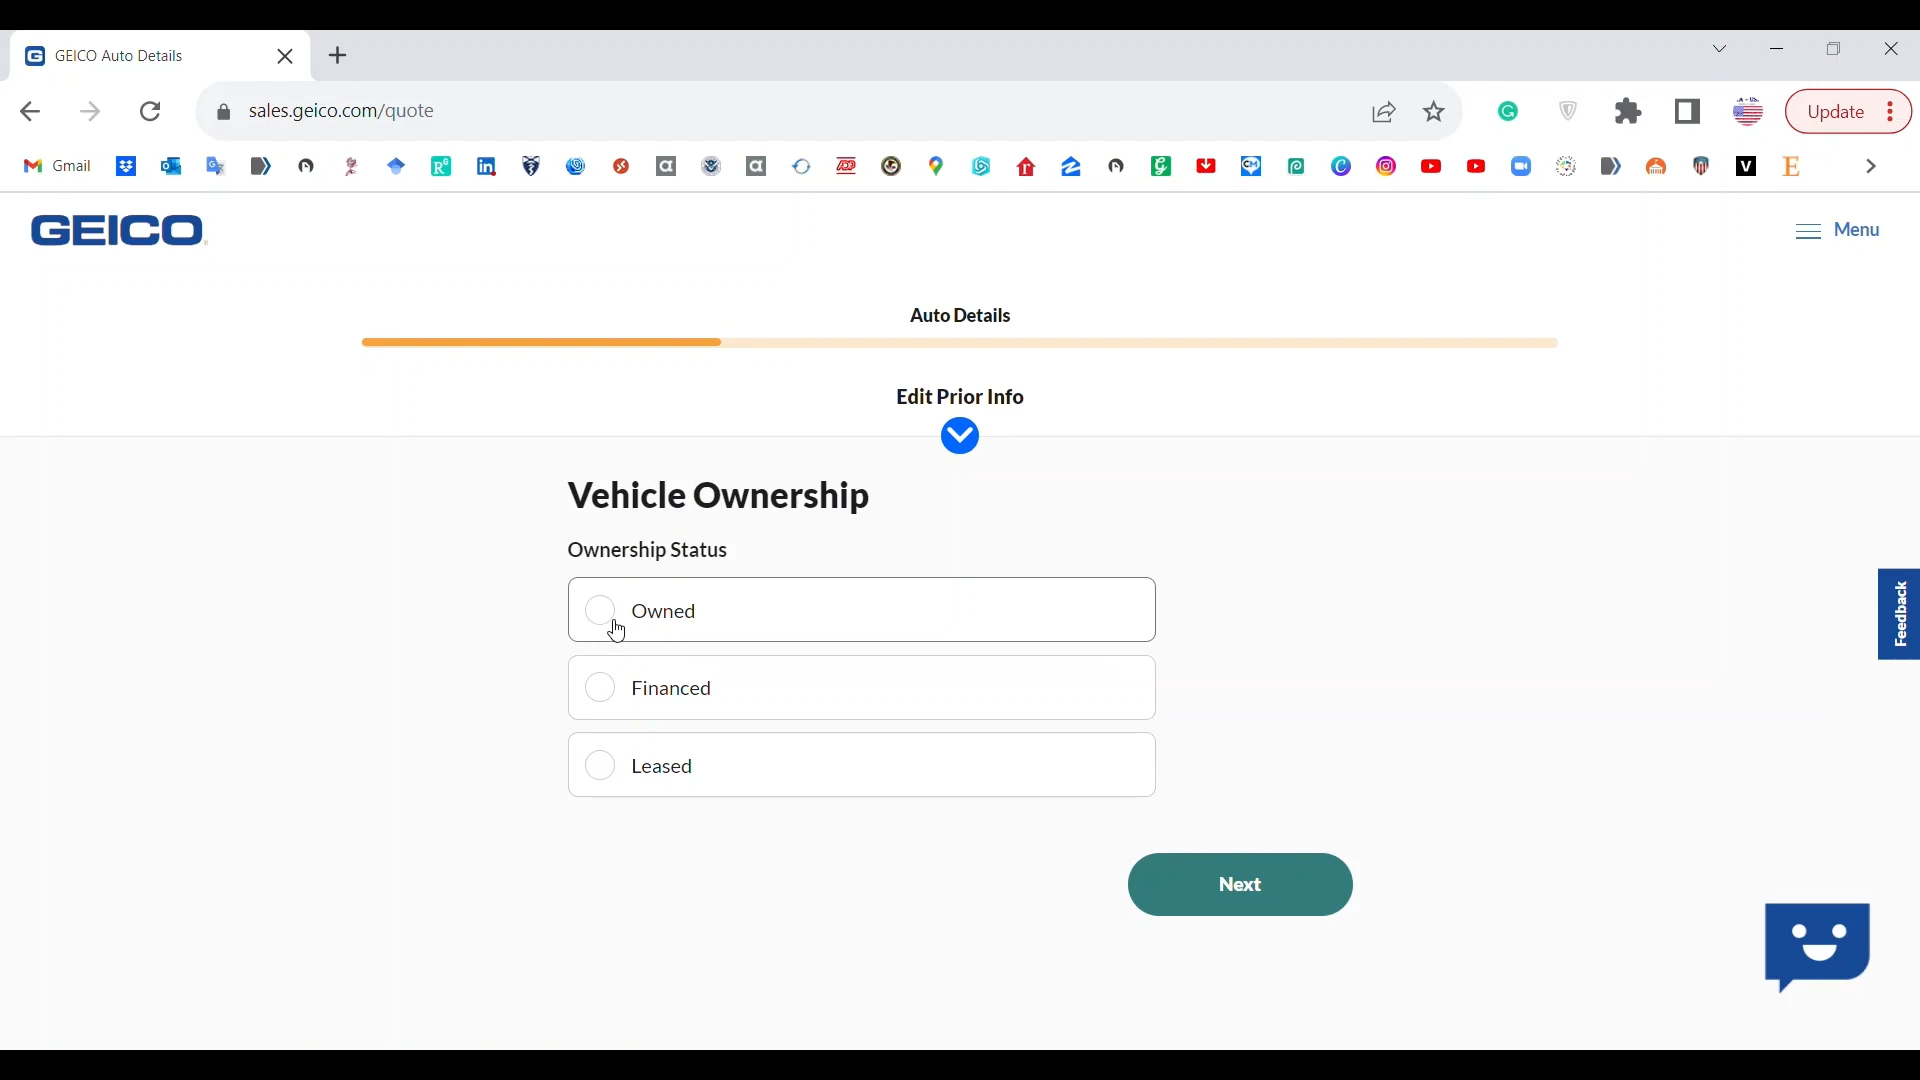 GEICO Auto Details
sales.geico.com/quote
Update
Gmail
GEICO
Menu
Auto Details
Edit Prior Info
Vehicle Ownership
Ownership Status
Owned
Financed
Leased
Feedback
Next